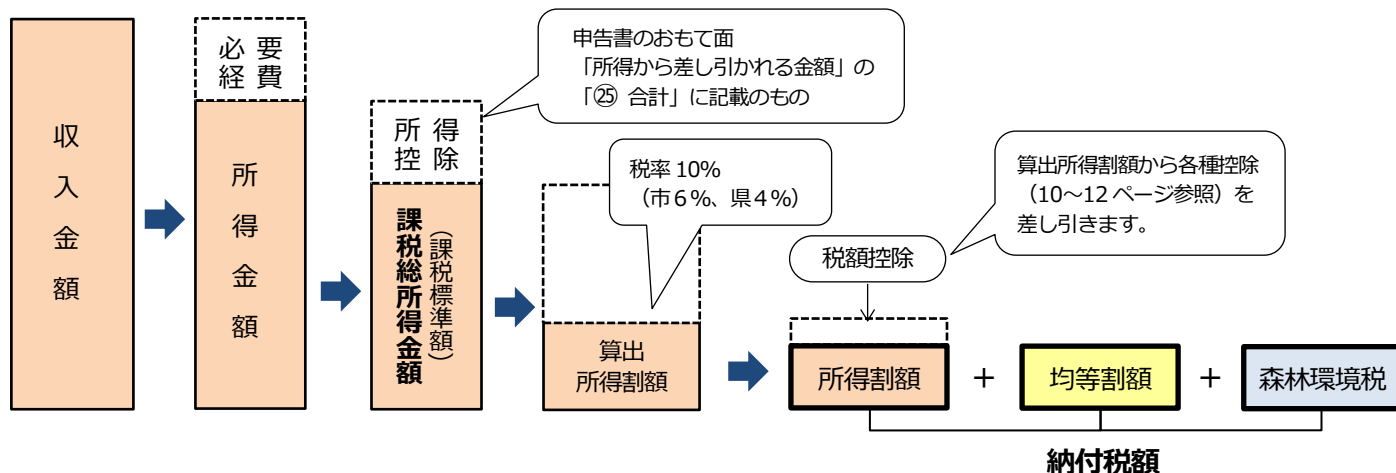 収入金額
必要
経費
所得金額
申告書のおもて面
「所得から差し引かれる金額」の
「㉕ 合計」に記載のもの
所得
控除
課税総所得金額
(課税標準額)
税率 10%
(市6%、県4%)
算出
所得割額
算出所得割額から各種控除
(10~12 ページ参照)を
差し引きます。
税額控除
所得割額
+
均等割額
+
森林環境税
納付税額